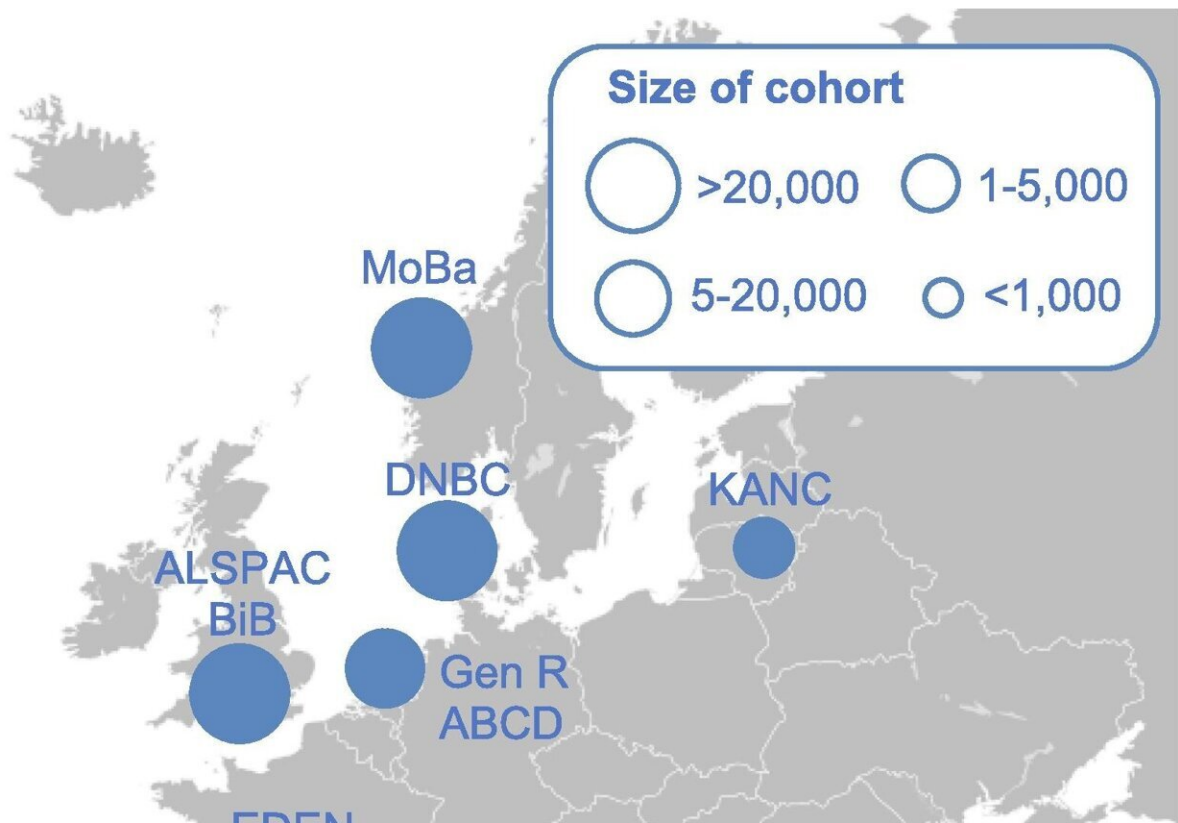 Size of cohort
>20,000
1-5,000
5-20,000
<1,000
MoBa
DNBC
KANC
ALSPAC
BiB
Gen R
ABCD
EDEN